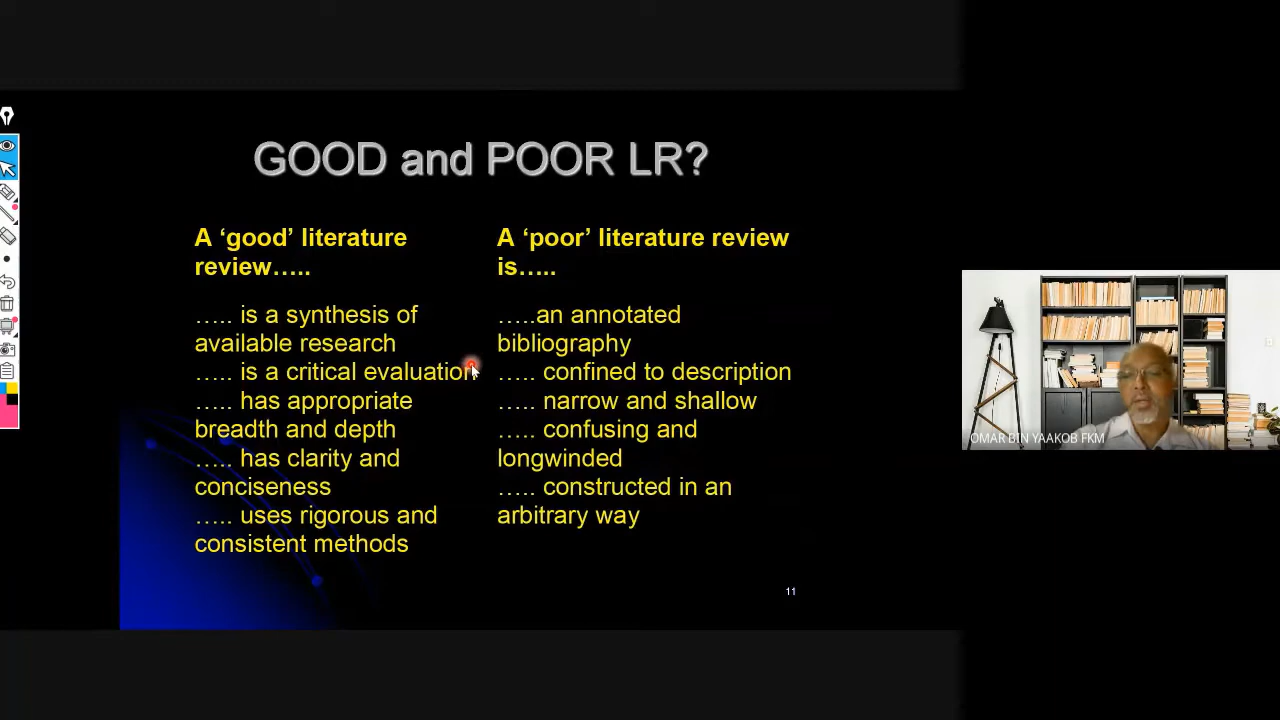 GOOD and POOR LR?
A ‘good’ literature
review…..
….. is a synthesis of
available research
….. is a critical evaluation
….. has appropriate
breadth and depth
….. has clarity and
conciseness
….. uses rigorous and
consistent methods
A ‘poor’ literature review
is…..
…..an annotated
bibliography
….. confined to description
….. narrow and shallow
….. confusing and
longwinded
….. constructed in an
arbitrary way
11
OMAR BIN YAAKOB FKM